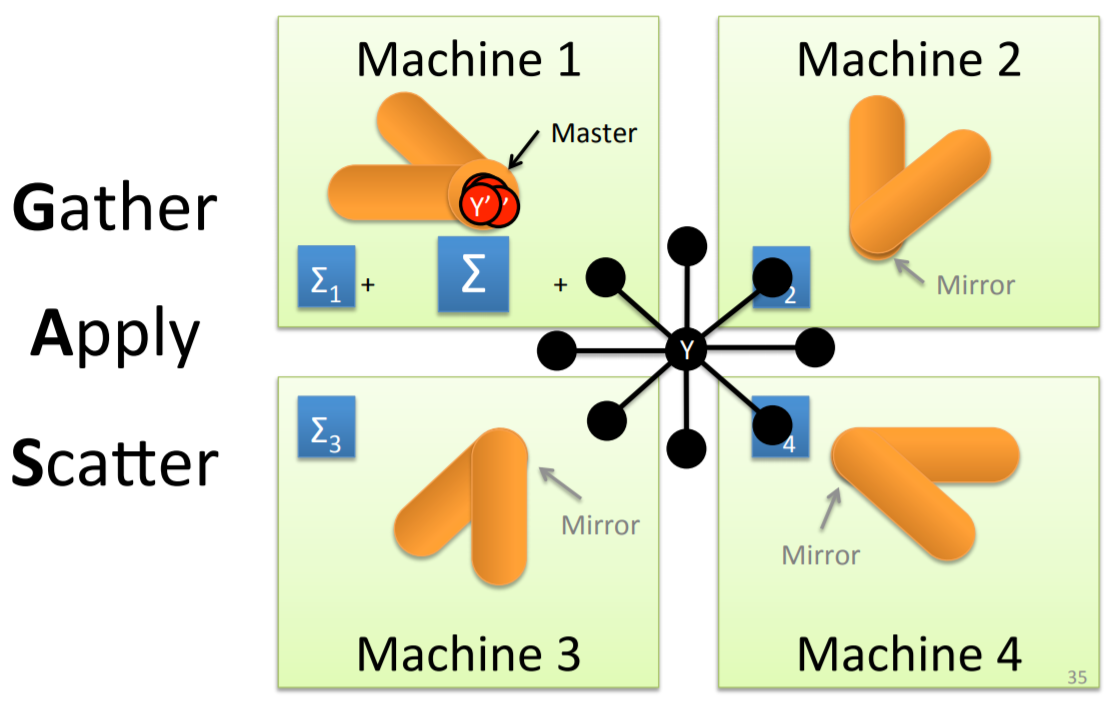 Gather
Apply
Scatter
Machine 1
Master
Y’ ’
Σ1 + Σ +
Machine 2
2
Mirror
Y
Σ3
Mirror
Machine 3
4
Mirror
Machine 4
35